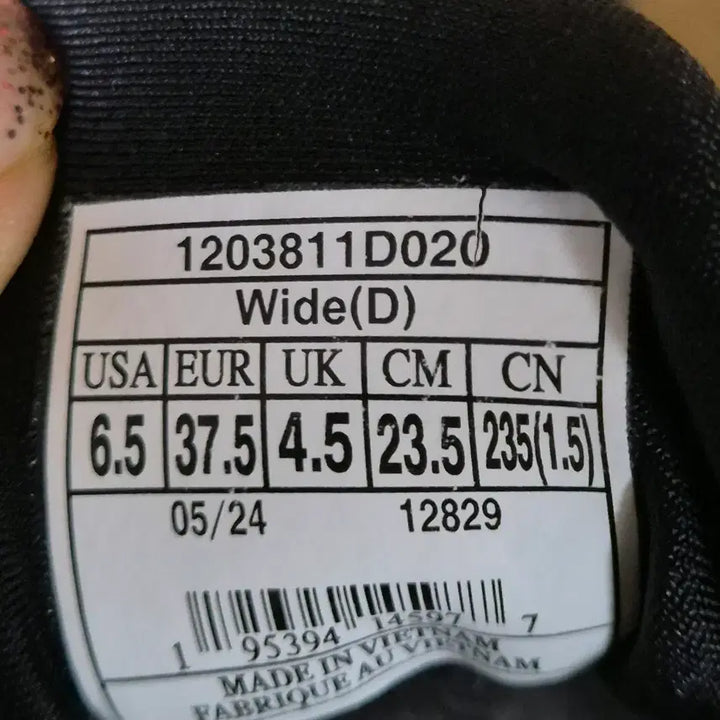 1203811D020
Wide(D)
USA EUR UK CM CN
6.5 37.5 4.5 23.5 235(1.5)
05/24 12829
1 95394 14597 7
MADE IN VIETNAM
FABRIQUE AU VIETNAM